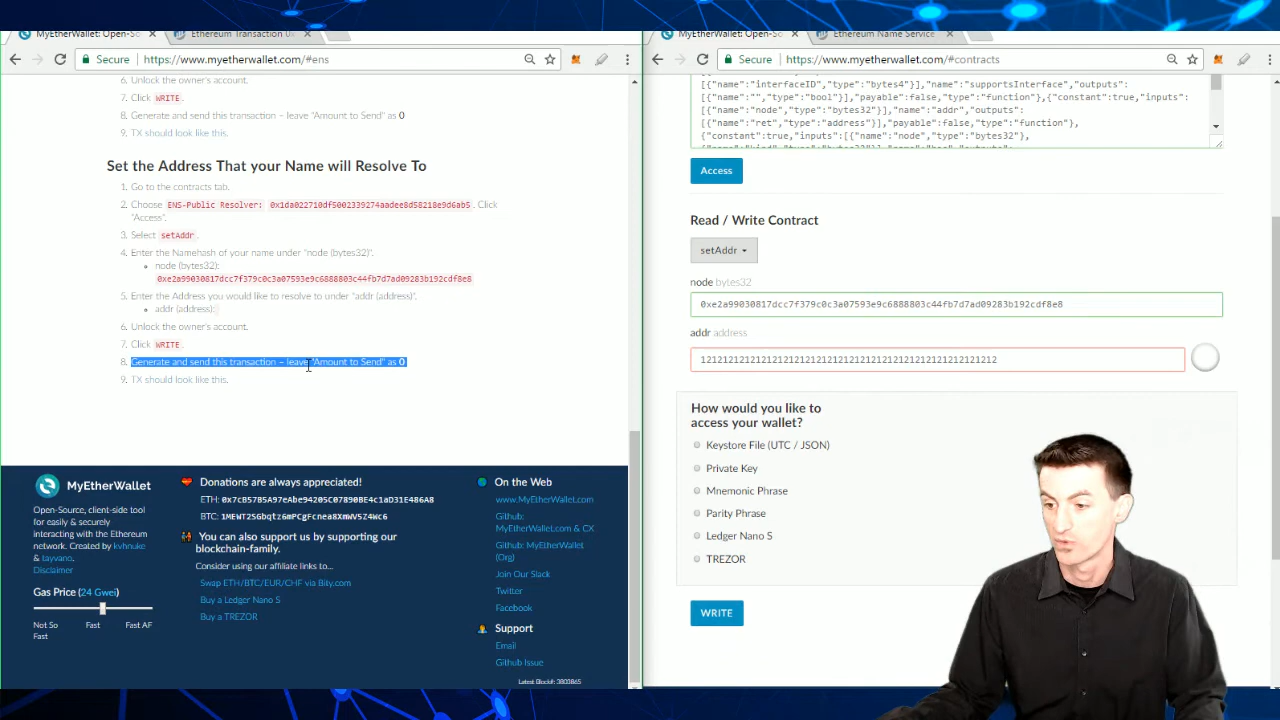 MyEtherWallet: Open-So
Ethereum Transaction 0x
Secure https://www.myetherwallet.com/#ens
6. Unlock the owner's account.
7. Click WRITE.
8. Generate and send this transaction – leave "Amount to Send" as 0
9. TX should look like this.
Set the Address That your Name will Resolve To
1. Go to the contracts tab.
2. Choose ENS-Public Resolver: 0x1da022710df5002339274aadee8d58218e9d6ab5. Click
"Access".
3. Select setAddr.
4. Enter the Namehash of your name under "node (bytes32)".
node (bytes32):
0xe2a99030817dcc7f379c0c3a07593e9c6888803c44fb7d7ad09283b192cdf8e8
5. Enter the Address you would like to resolve to under "addr (address)".
addr (address):
6. Unlock the owner's account.
7. Click WRITE.
8. Generate and send this transaction – leave "Amount to Send" as 0
9. TX should look like this.
MyEtherWallet
Open-Source, client-side tool
for easily & securely
interacting with the Ethereum
network. Created by kvhnuke
& tayvano.
Disclaimer
Gas Price (24 Gwei)
Not So
Fast
Fast
Fast AF
Donations are always appreciated!
ETH: 0x7cB57B5A97eAbe94205C07890BE4c1aD31E486A8
BTC: 1MEWT2SGbqtz6mPCgFcnea8XmWV5Z4Wc6
You can also support us by supporting our
blockchain-family.
Consider using our affiliate links to...
Swap ETH/BTC/EUR/CHF via Bity.com
Buy a Ledger Nano S
Buy a TREZOR
On the Web
www.MyEtherWallet.com
Github:
MyEtherWallet.com & CX
Github: MyEtherWallet
(Org)
Join Our Slack
Twitter
Facebook
Support
Email
Github Issue
Latest Block#: 3803865
MyEtherWallet: Open-So
Ethereum Name Service
Secure https://www.myetherwallet.com/#contracts
[{"name":"interfaceID","type":"bytes4"}],"name":"supportsInterface","outputs":
[{"name":"","type":"bool"}],"payable":false,"type":"function"},{"constant":true,"inputs":
[{"name":"node","type":"bytes32"}],"name":"addr","outputs":
[{"name":"ret","type":"address"}],"payable":false,"type":"function"},
{"constant":true,"inputs":[{"name":"node","type":"bytes32"},
Access
Read / Write Contract
setAddr
node bytes32
0xe2a99030817dcc7f379c0c3a07593e9c6888803c44fb7d7ad09283b192cdf8e8
addr address
How would you like to
access your wallet?
Keystore File (UTC / JSON)
Private Key
Mnemonic Phrase
Parity Phrase
Ledger Nano S
TREZOR
WRITE